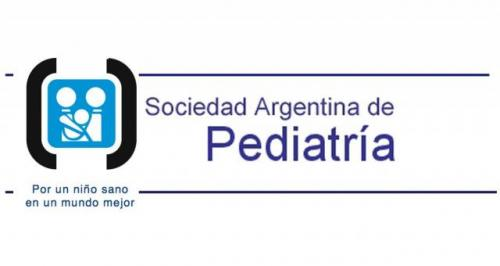 Sociedad Argentina de
Pediatría
Por un niño sano
en un mundo mejor